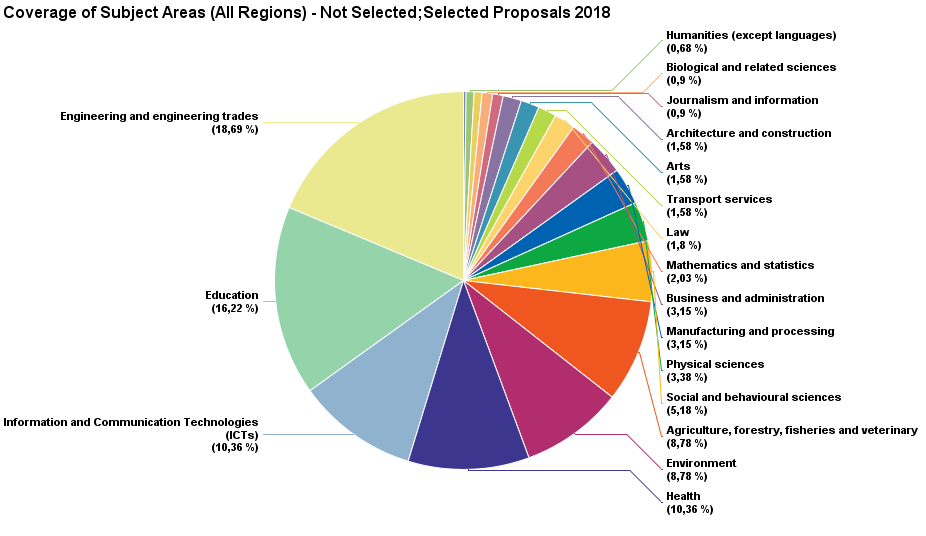 Coverage of Subject Areas (All Regions) - Not Selected;Selected Proposals 2018
Humanities (except languages)
(0,68 %)
Biological and related sciences
(0,9 %)
Journalism and information
(0,9 %)
Architecture and construction
(1,58 %)
Arts
(1,58 %)
Transport services
(1,58 %)
Law
(1,8 %)
Mathematics and statistics
(2,03 %)
Business and administration
(3,15 %)
Manufacturing and processing
(3,15 %)
Physical sciences
(3,38 %)
Social and behavioural sciences
(5,18 %)
Agriculture, forestry, fisheries and veterinary
(8,78 %)
Environment
(8,78 %)
Health
(10,36 %)
Engineering and engineering trades
(18,69 %)
Education
(16,22 %)
Information and Communication Technologies
(ICTs)
(10,36 %)